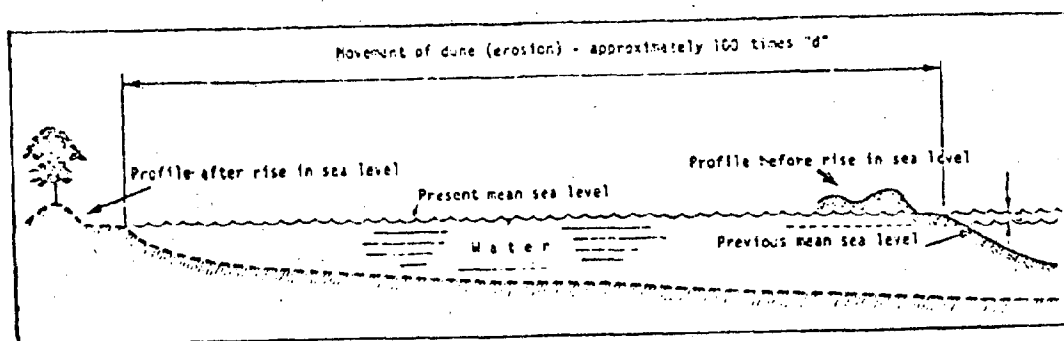 Movement of dune (erosion) - approximately 100 times "d"
Profile after rise in sea level
Profile before rise in sea level
Present mean sea level
Water
Previous mean sea level